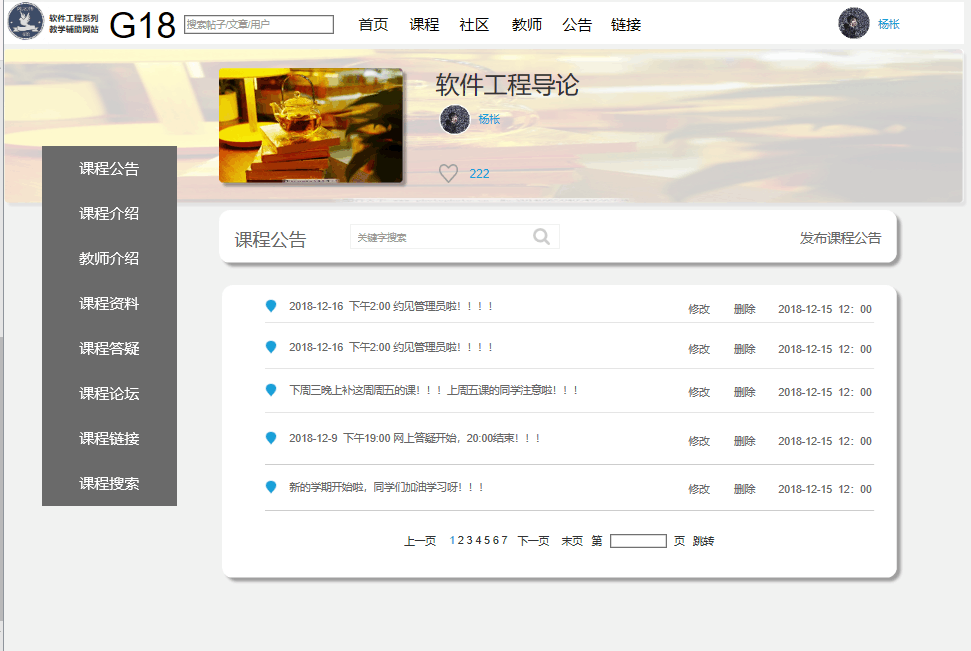 软件工程系列
教学辅助网站
G18
搜索帖子/文章/用户
首页 课程 社区 教师 公告 链接
杨枨
软件工程导论
杨枨
222
课程公告
课程介绍
教师介绍
课程资料
课程答疑
课程论坛
课程链接
课程搜索
课程公告
关键字搜索
发布课程公告
2018-12-16 下午2:00 约见管理员啦！！！！ 修改 删除 2018-12-15 12：00
2018-12-16 下午2:00 约见管理员啦！！！！ 修改 删除 2018-12-15 12：00
下周三晚上补这周周五的课！！！上周五课的同学注意啦！！！ 修改 删除 2018-12-15 12：00
2018-12-9 下午19:00 网上答疑开始，20:00结束！！！ 修改 删除 2018-12-15 12：00
新的学期开始啦，同学们加油学习呀！！！ 修改 删除 2018-12-15 12：00
上一页 1 2 3 4 5 6 7 下一页 末页 第 页 跳转